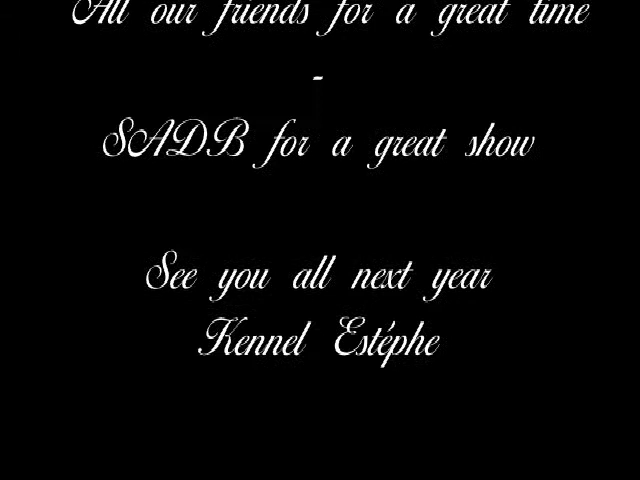 All our friends for a great time
-
SADB for a great show
See you all next year
Kennel Estéphe